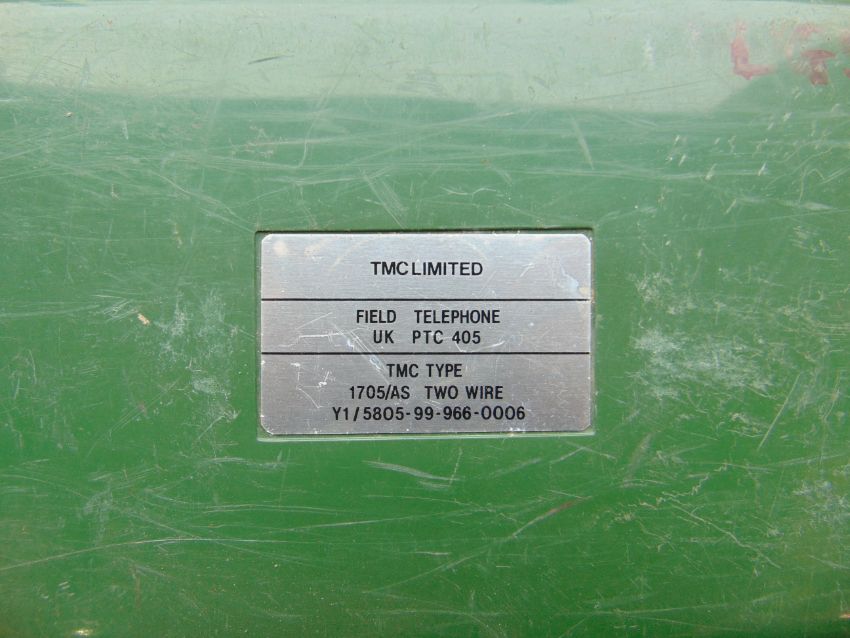 TMC LIMITED
FIELD TELEPHONE
UK PTC 405
TMC TYPE
1705/AS TWO WIRE
Y1/5805-99-966-0006